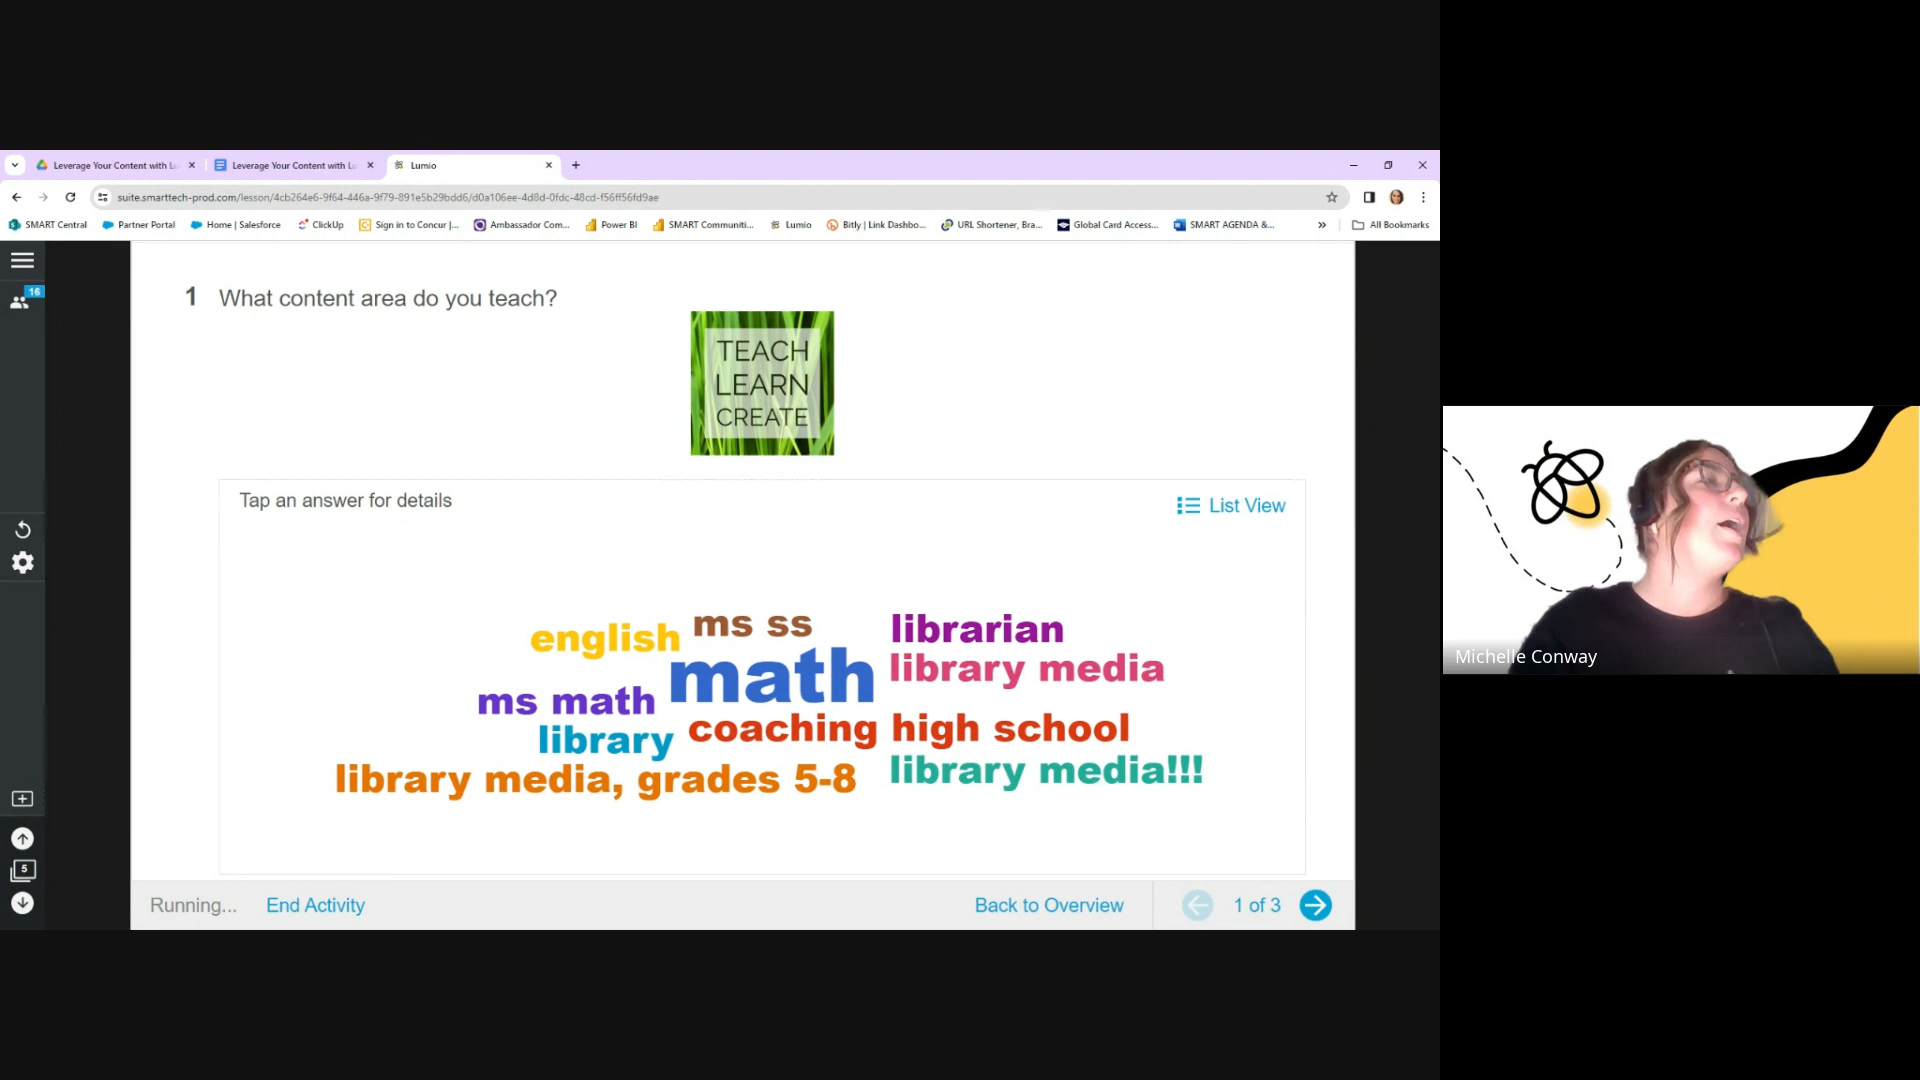 Leverage Your Content with Lu
Leverage Your Content with Lu
Lumio
suite.smarttech-prod.com/lesson/4cb264e6-9f64-446a-9f79-891e5b29bdd6/d0a106ee-4d8d-0fdc-48cd-f56ff56fd9ae
SMART Central
Partner Portal
Home | Salesforce
ClickUp
Sign in to Concur |...
Ambassador Com...
Power BI
SMART Communiti...
Lumio
Bitly | Link Dashbo...
URL Shortener, Bra...
Global Card Access...
SMART AGENDA &...
All Bookmarks
16
1 What content area do you teach?
TEACH
LEARN
CREATE
Tap an answer for details
List View
english
ms ss
librarian
math
library media
ms math
coaching
high school
library
library media, grades 5-8
library media!!!
5
Running...
End Activity
Back to Overview
1 of 3
Michelle Conway